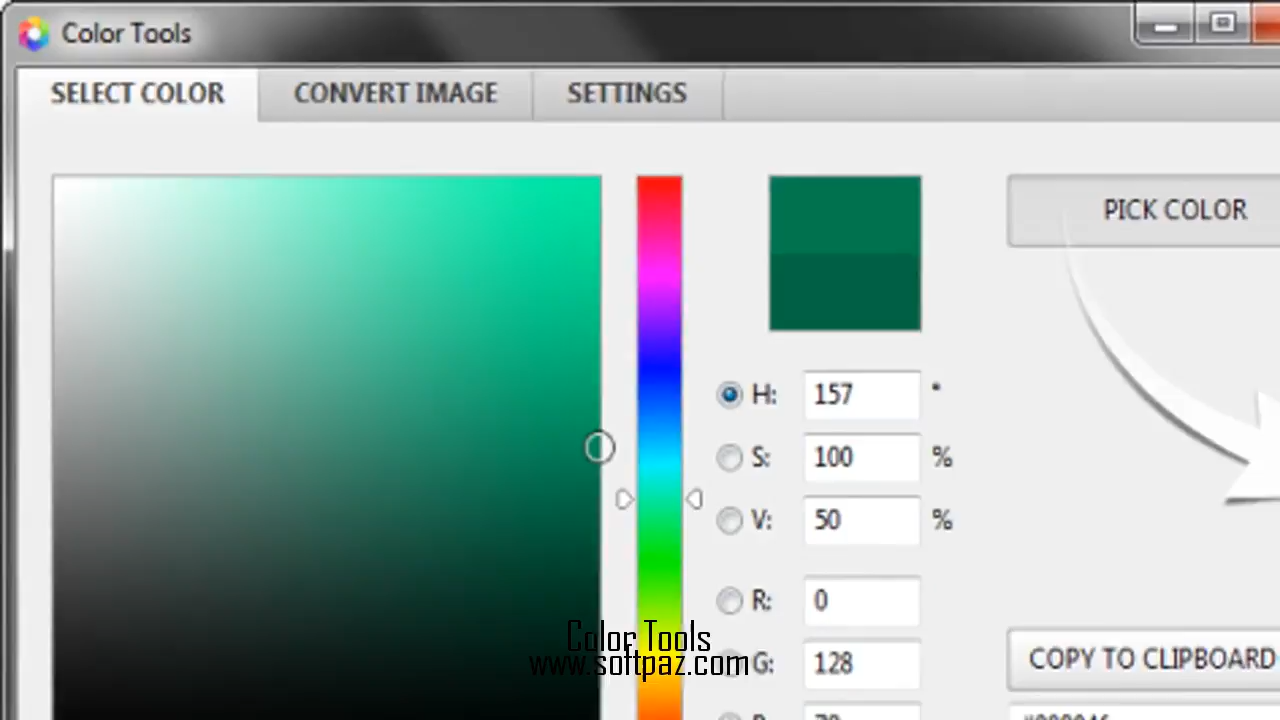 Color Tools
SELECT COLOR
CONVERT IMAGE
SETTINGS
PICK COLOR
H: 157 °
S: 100 %
V: 50 %
R: 0
G: 128
COPY TO CLIPBOARD
Color Tools
www.softpaz.com